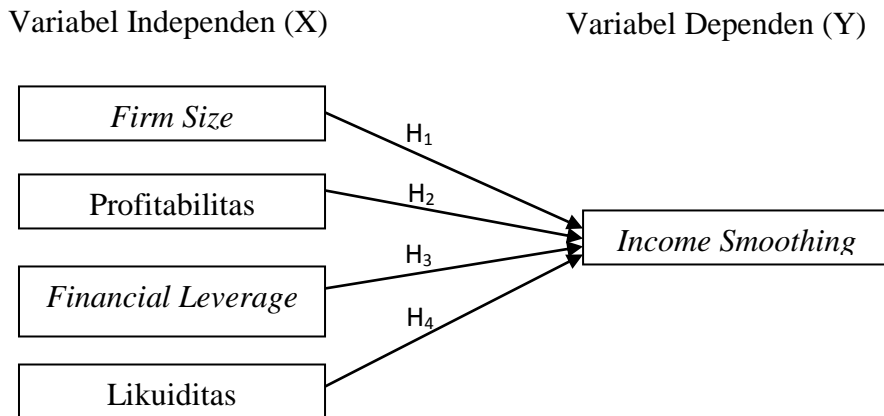 Variabel Independen (X)
Variabel Dependen (Y)
Firm Size
H₁
Profitabilitas
H₂
Income Smoothing
Financial Leverage
H₃
H₄
Likuiditas